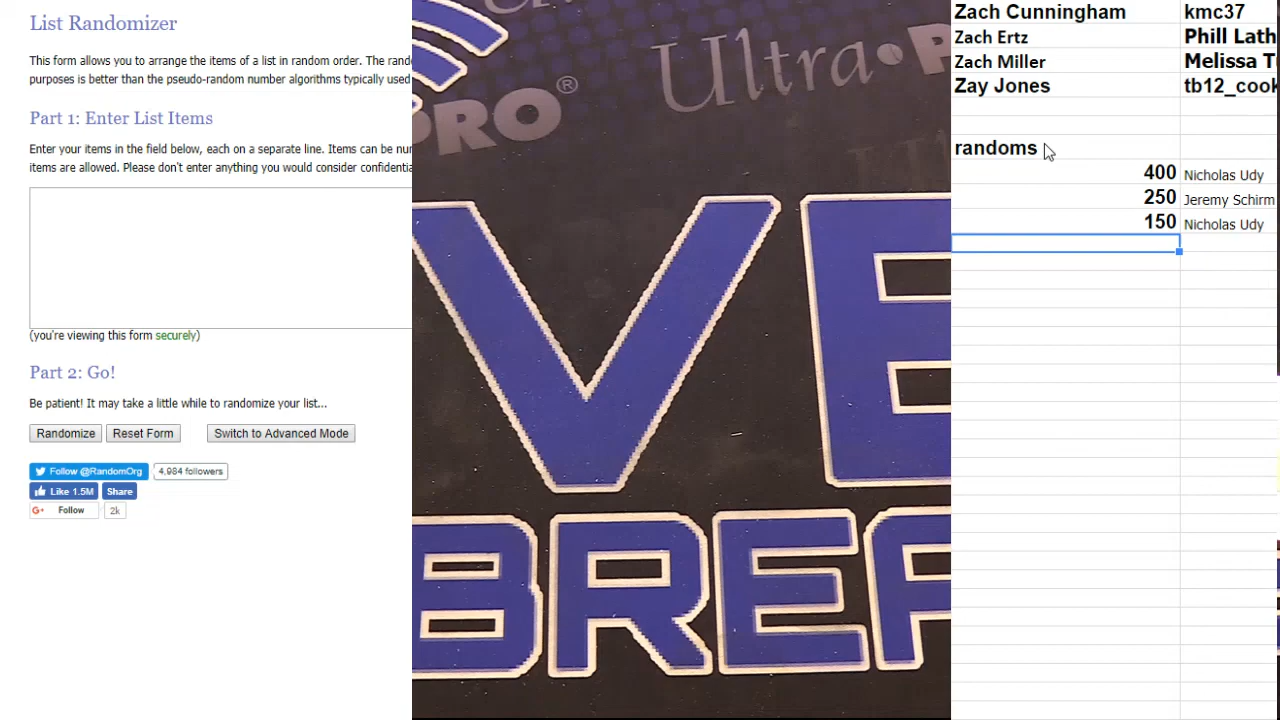 List Randomizer
This form allows you to arrange the items of a list in random order. The
purposes is better than the pseudo-random number algorithms typically used
Part 1: Enter List Items
Enter your items in the field below, each on a separate line. Items can be
items are allowed. Please don't enter anything you would consider
(you're viewing this form securely)
Part 2: Go!
Be patient! It may take a little while to randomize your list...
Randomize
Reset Form
Switch to Advanced Mode
Follow @RandomOrg
4,984 followers
Like 1.5M
Share
Follow
2k
Ultra
PRO®
VE
BREA
Zach Cunningham kmc37
Zach Ertz Phill Lath
Zach Miller Melissa
Zay Jones tb12_cook
randoms
400 Nicholas Udy
250 Jeremy Schirm
150 Nicholas Udy